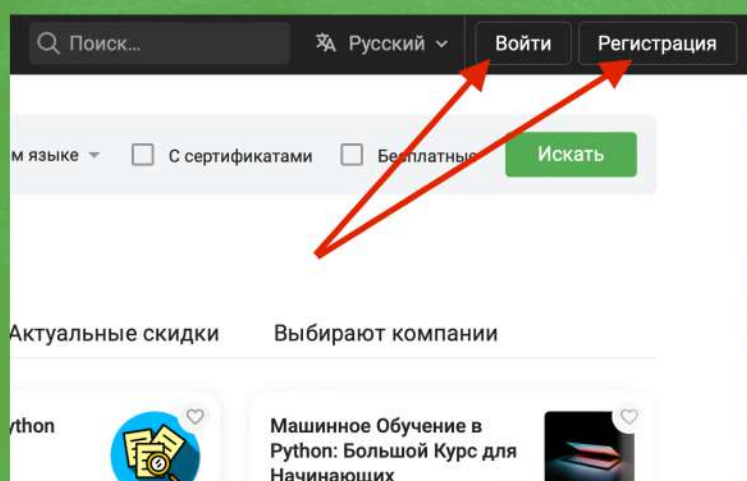 Поиск...
Русский
Войти
Регистрация
м языке
С сертификатами
Бесплатные
Искать
Актуальные скидки
Выбирают компании
ython
Машинное Обучение в
Python: Большой Курс для
Начинающих